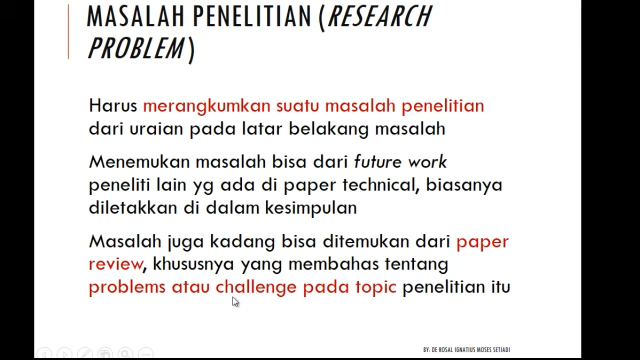 MASALAH PENELITIAN (RESEARCH
PROBLEM)
Harus merangkumkan suatu masalah penelitian
dari uraian pada latar belakang masalah
Menemukan masalah bisa dari future work
peneliti lain yg ada di paper technical, biasanya
diletakkan di dalam kesimpulan
Masalah juga kadang bisa ditemukan dari paper
review, khususnya yang membahas tentang
problems atau challenge pada topic penelitian itu
BY: DE ROSAL IGNATIUS MOSES SETIADI